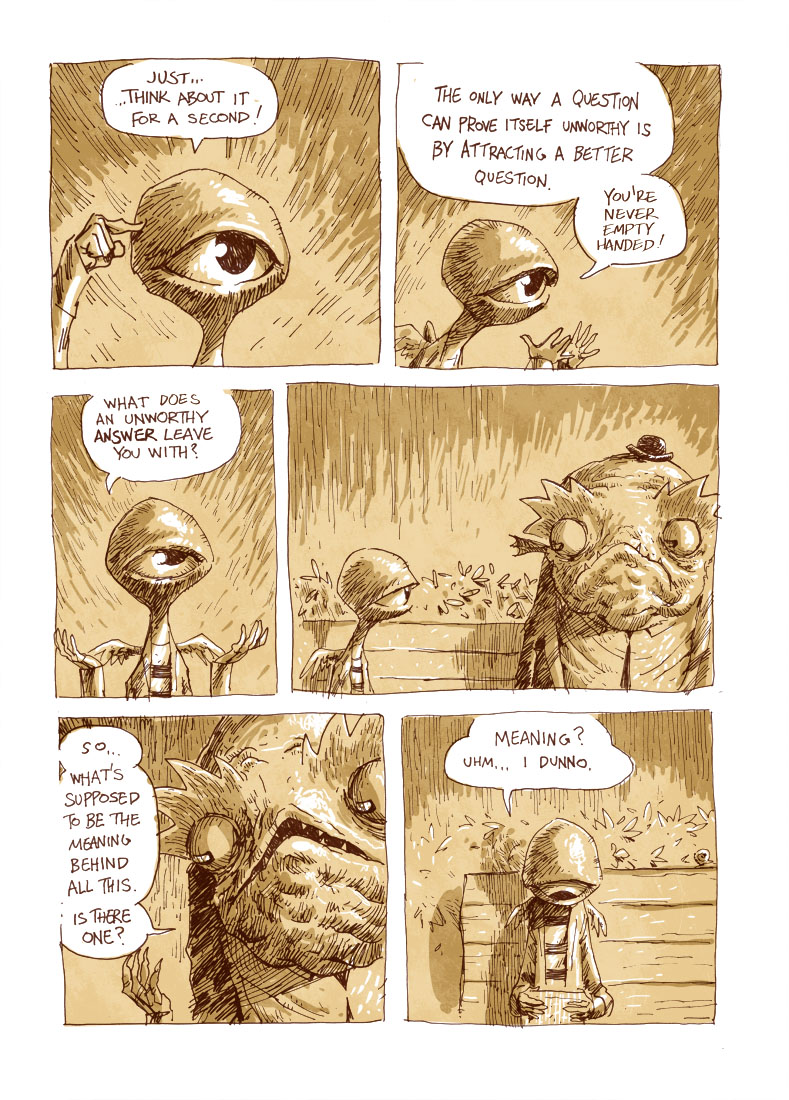 JUST...
...THINK ABOUT IT
FOR A SECOND!
THE ONLY WAY A QUESTION
CAN PROVE ITSELF UNWORTHY IS
BY ATTRACTING A BETTER
QUESTION.
YOU'RE
NEVER
EMPTY
HANDED!
WHAT DOES
AN UNWORTHY
ANSWER LEAVE
YOU WITH?
SO...
WHAT'S
SUPPOSED
TO BE THE
MEANING
BEHIND
ALL THIS.
IS THERE
ONE?
MEANING?
UHM... I DUNNO.